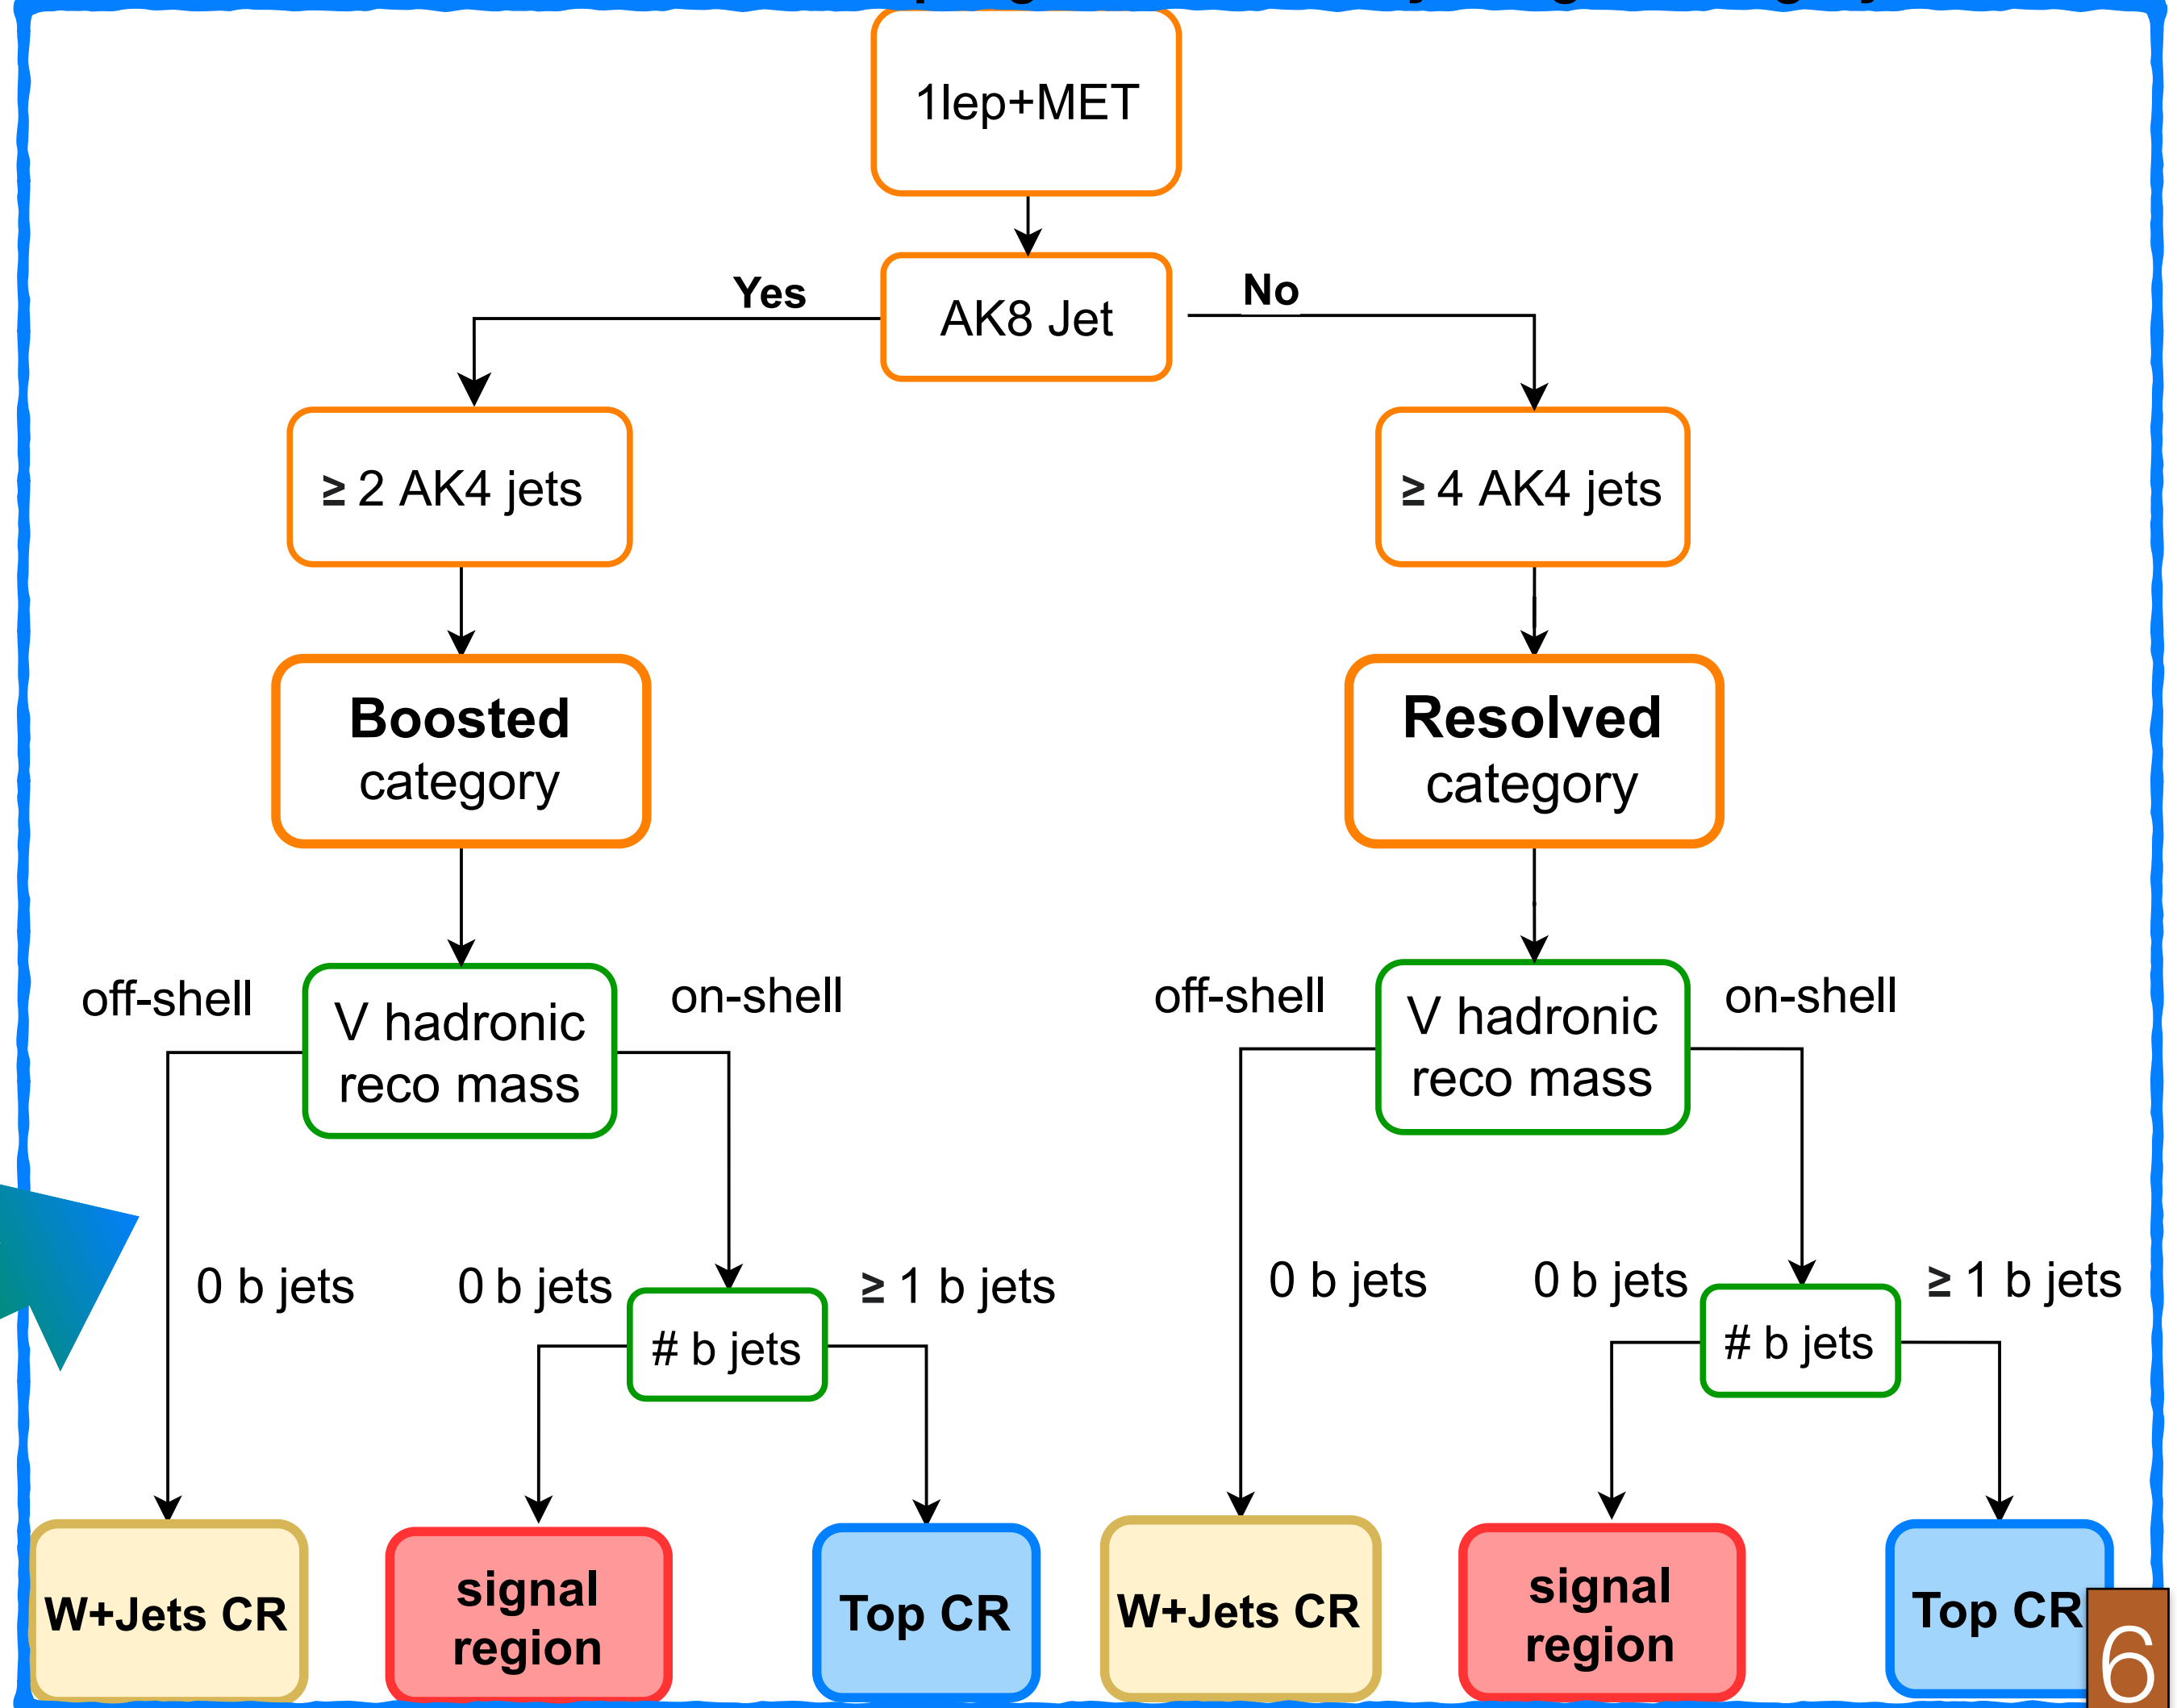 1lep+MET
AK8 Jet
Yes
No
≥ 2 AK4 jets
≥ 4 AK4 jets
Boosted
category
Resolved
category
off-shell
V hadronic
reco mass
on-shell
off-shell
V hadronic
reco mass
on-shell
0 b jets
0 b jets
# b jets
≥ 1 b jets
0 b jets
0 b jets
# b jets
≥ 1 b jets
W+Jets CR
signal
region
Top CR
W+Jets CR
signal
region
Top CR
6